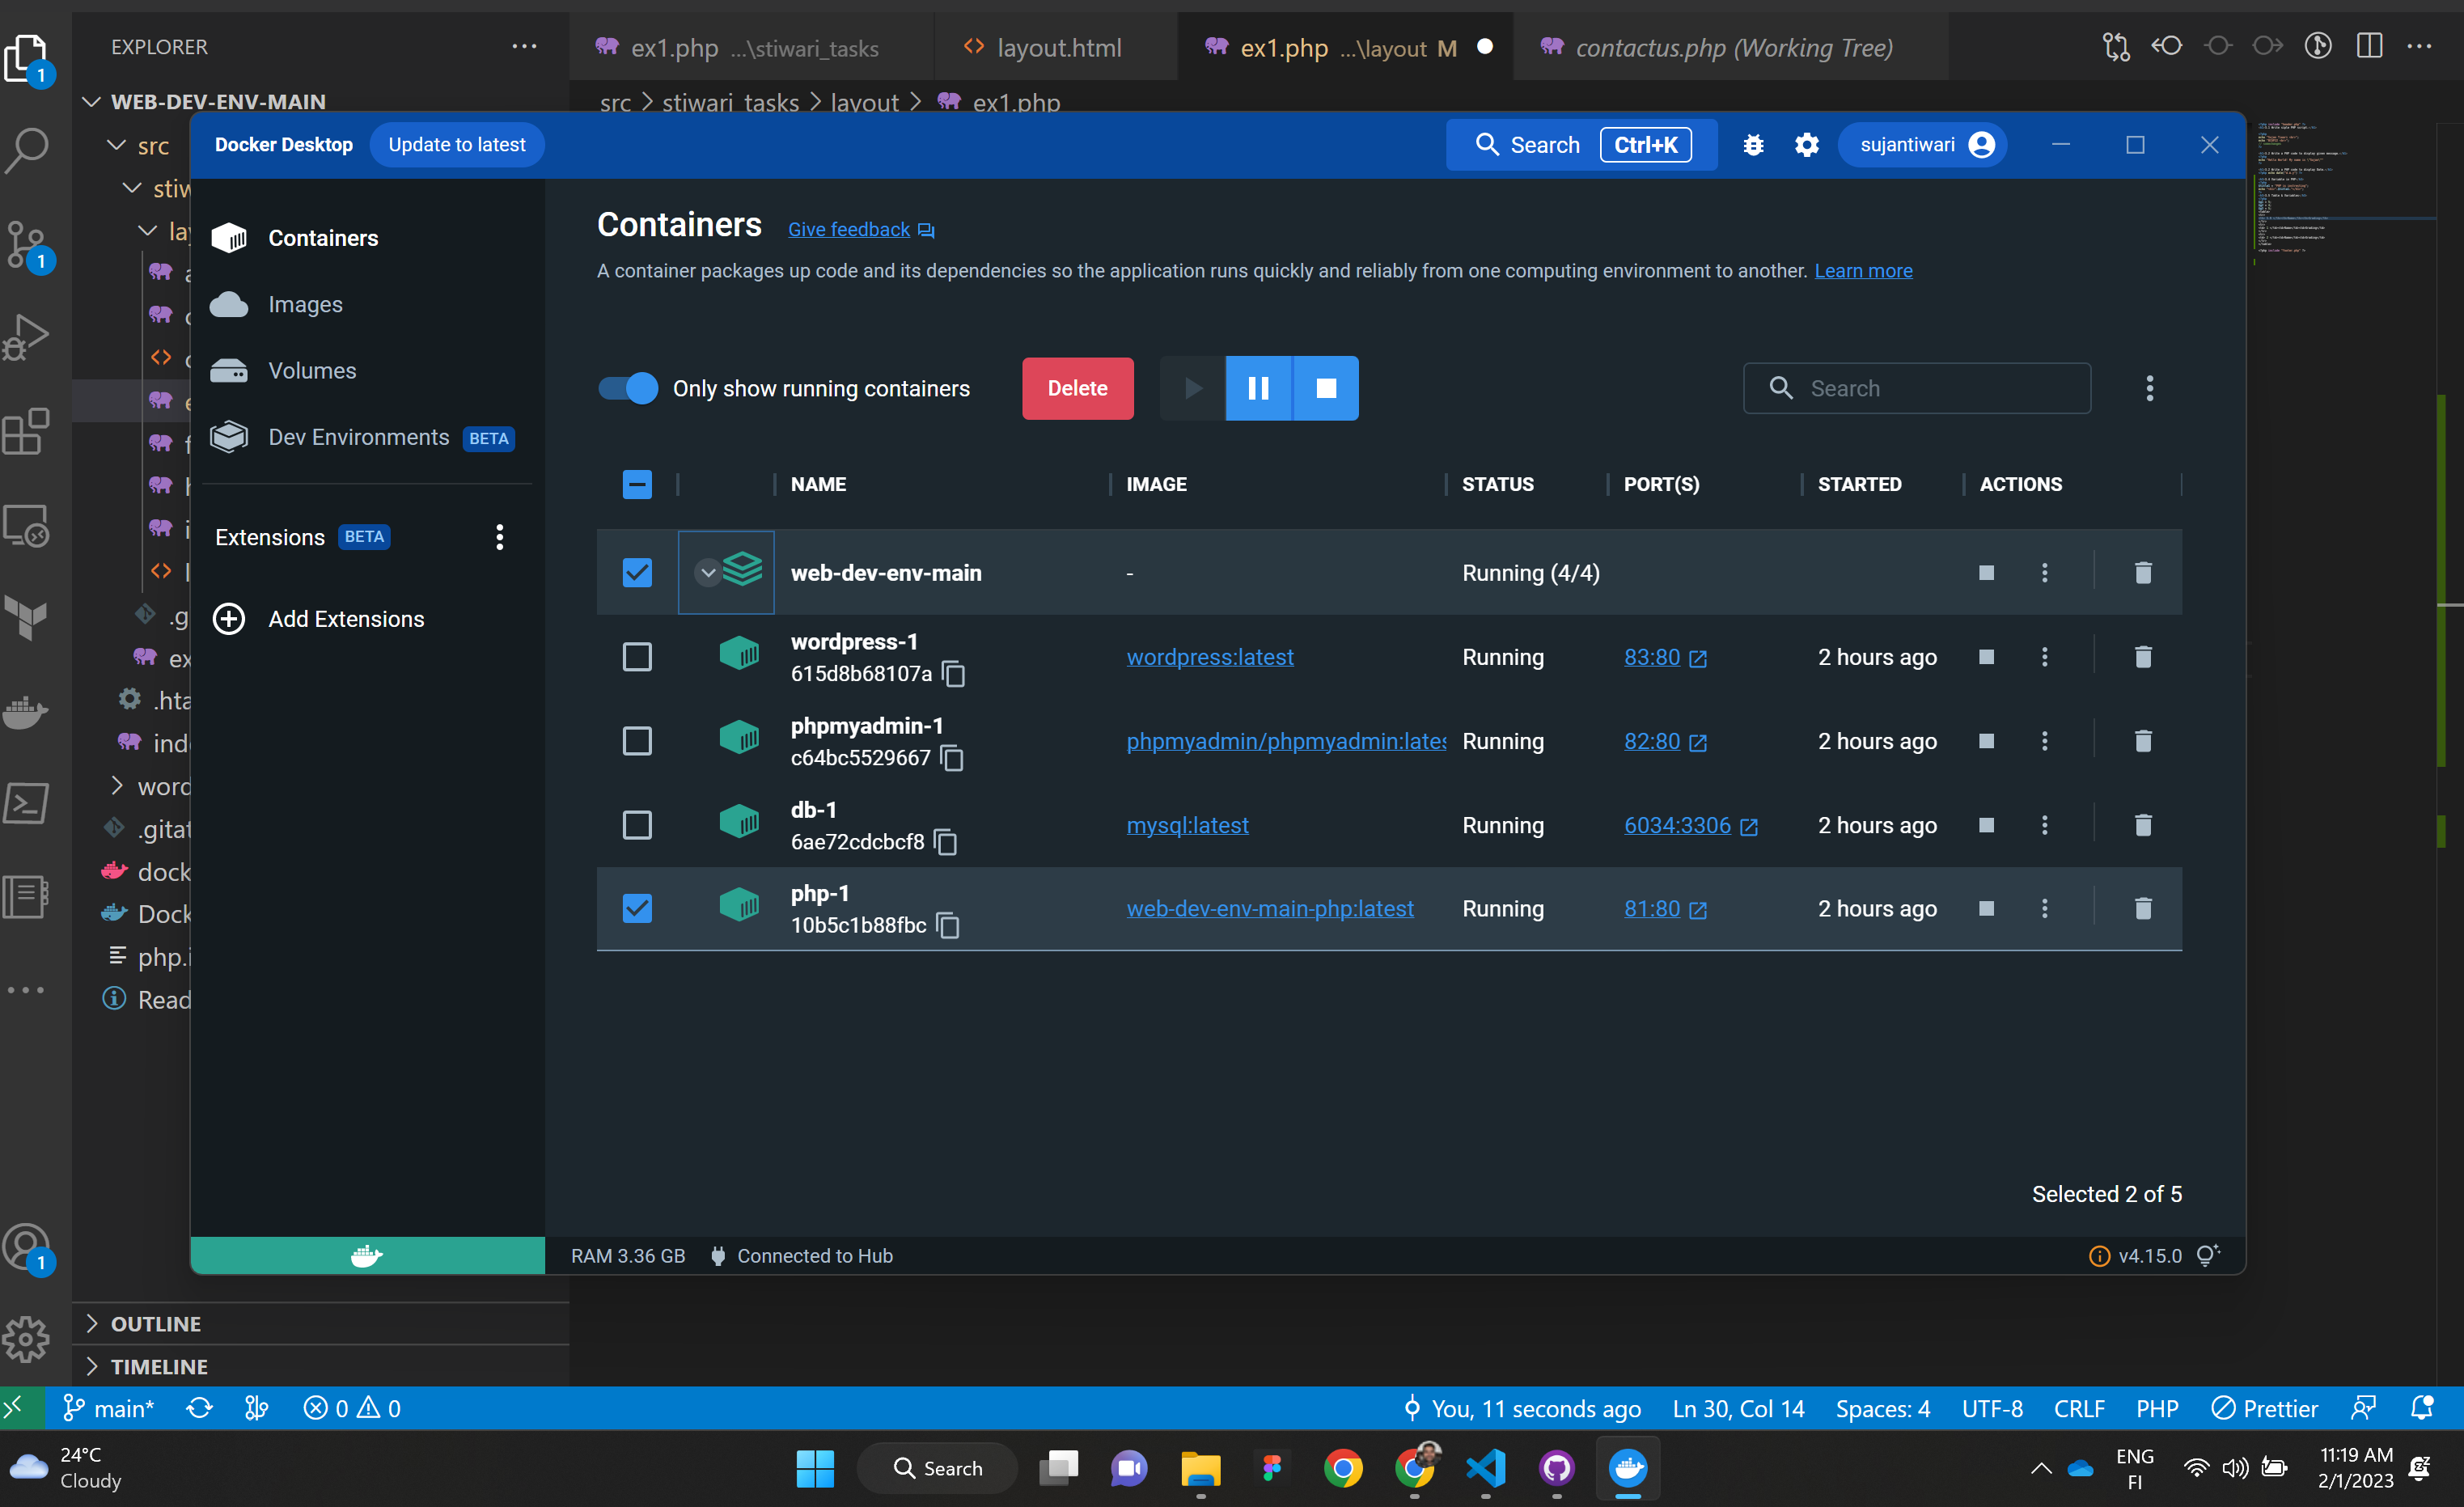 EXPLORER
ex1.php ...\stiwari_tasks
layout.html
ex1.php ...\layout M
contactus.php (Working Tree)
1
WEB-DEV-ENV-MAIN
src > stiwari_tasks > layout > ex1.php
src
Docker Desktop
Update to latest
Search Ctrl+K
sujantiwari
stiw
lay
1
Containers
Images
Volumes
Dev Environments BETA
Extensions BETA
Add Extensions
.g
ex
.hta
inde
word
.gitat
dock
Dock
php.i
Read
Containers Give feedback
A container packages up code and its dependencies so the application runs quickly and reliably from one computing environment to another. Learn more
Only show running containers
Delete
Search
NAME IMAGE STATUS PORT(S) STARTED ACTIONS
web-dev-env-main - Running (4/4)
wordpress-1
615d8b68107a
wordpress:latest Running 83:80 2 hours ago
phpmyadmin-1
c64bc5529667
phpmyadmin/phpmyadmin:lates Running 82:80 2 hours ago
db-1
6ae72cdcbcf8
mysql:latest Running 6034:3306 2 hours ago
php-1
10b5c1b88fbc
web-dev-env-main-php:latest Running 81:80 2 hours ago
Selected 2 of 5
RAM 3.36 GB Connected to Hub
v4.15.0
1
OUTLINE
TIMELINE
main* 0 0
You, 11 seconds ago Ln 30, Col 14 Spaces: 4 UTF-8 CRLF PHP Prettier
24°C
Cloudy
Search
ENG
FI
11:19 AM
2/1/2023